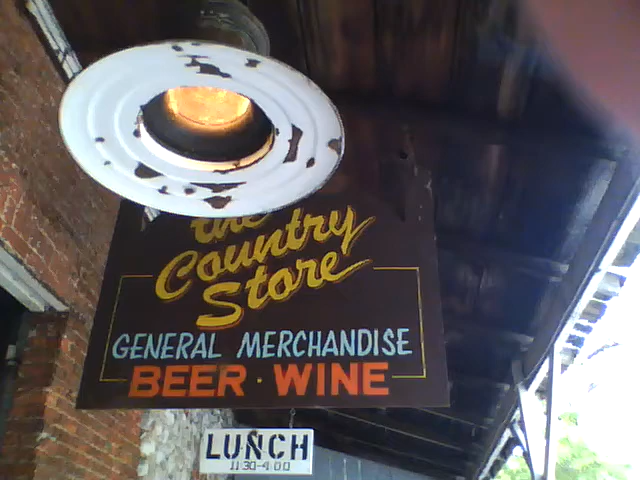 the
Country
Store
GENERAL MERCHANDISE
BEER · WINE
LUNCH
11:30-4:00